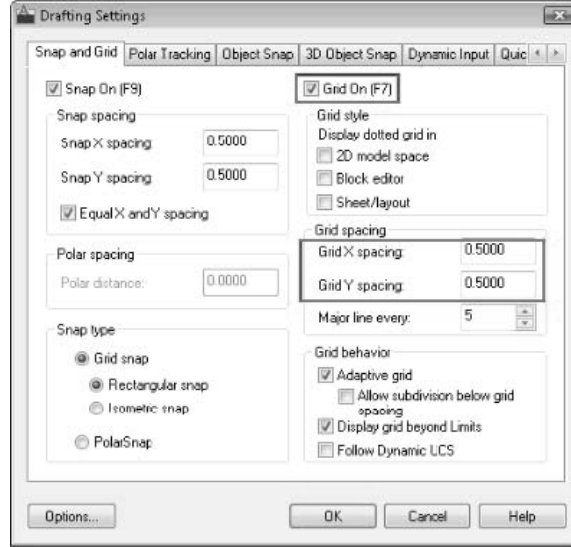 Drafting Settings
Snap and Grid Polar Tracking Object Snap 3D Object Snap Dynamic Input Quic
Snap On (F9)
Snap spacing
Snap X spacing 0.5000
Snap Y spacing 0.5000
Equal X and Y spacing
Polar spacing
Polar distance: 0.0000
Snap type
Grid snap
Rectangular snap
Isometric snap
PolarSnap
Grid On (F7)
Grid style
Display dotted grid in
2D model space
Block editor
Sheet/layout
Grid spacing
Grid X spacing: 0.5000
Grid Y spacing: 0.5000
Major line every: 5
Grid behavior
Adaptive grid
Allow subdivision below grid
spacing
Display grid beyond Limits
Follow Dynamic UCS
Options... OK Cancel Help